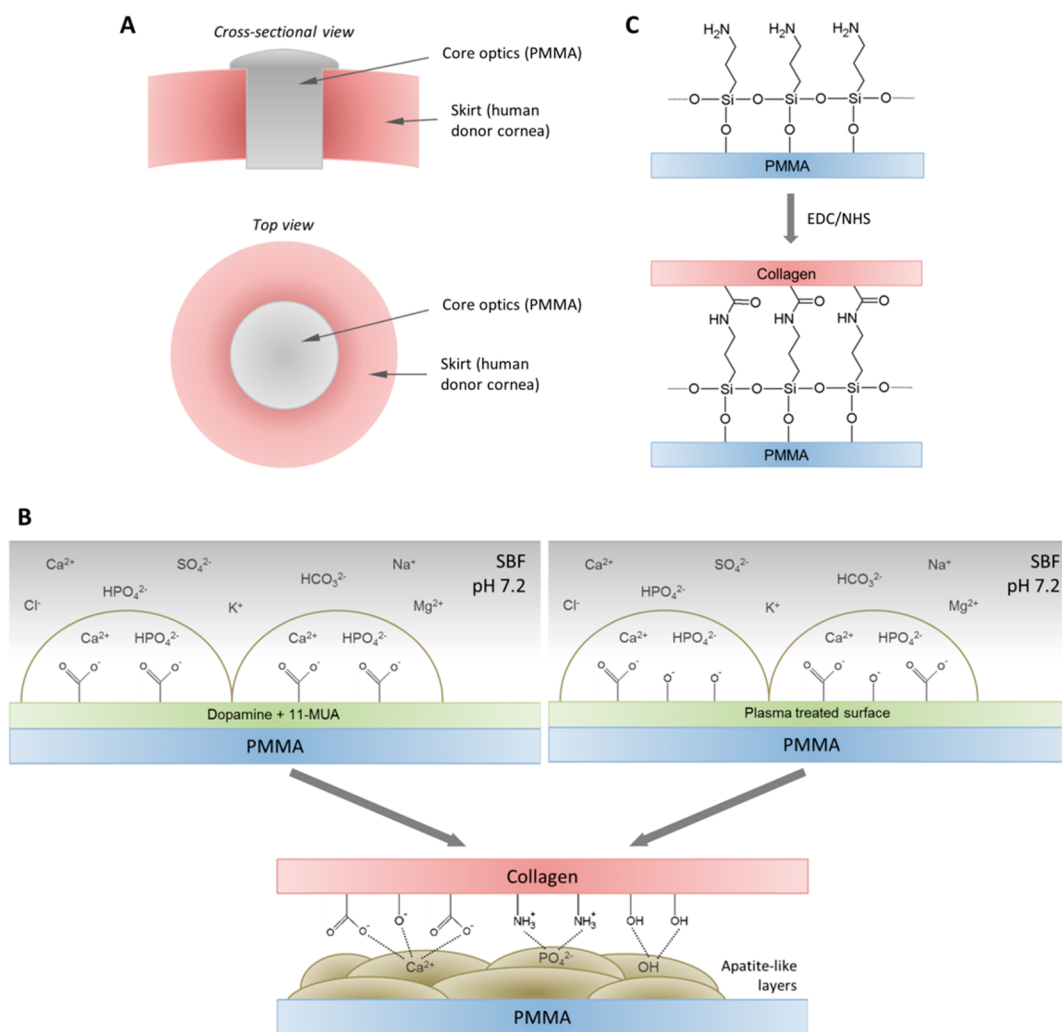 A
Cross-sectional view
Core optics (PMMA)
Skirt (human
donor cornea)
Top view
Core optics (PMMA)
Skirt (human
donor cornea)
C
H₂N H₂N H₂N
O Si O Si O Si O
O O O
PMMA
EDC/NHS
Collagen
O O O
HN HN HN
O Si O Si O Si O
O O O
PMMA
B
Ca²⁺ SO₄²⁻ Na⁺ SBF
HPO₄²⁻ HCO₃²⁻ pH 7.2
Cl⁻ K⁺ Mg²⁺
Ca²⁺ HPO₄²⁻ Ca²⁺ HPO₄²⁻
O O⁻ O O⁻ O O⁻ O O⁻
Dopamine + 11-MUA
PMMA
Ca²⁺ SO₄²⁻ Na⁺ SBF
HPO₄²⁻ HCO₃²⁻ pH 7.2
Cl⁻ K⁺ Mg²⁺
Ca²⁺ HPO₄²⁻ Ca²⁺ HPO₄²⁻
O O⁻ O⁻ O⁻ O O⁻ O⁻ O O⁻
Plasma treated surface
PMMA
Collagen
O O⁻ O⁻ O O⁻ NH₃⁺ NH₃⁺ OH OH
Ca²⁺ PO₄²⁻ OH
Apatite-like
layers
PMMA